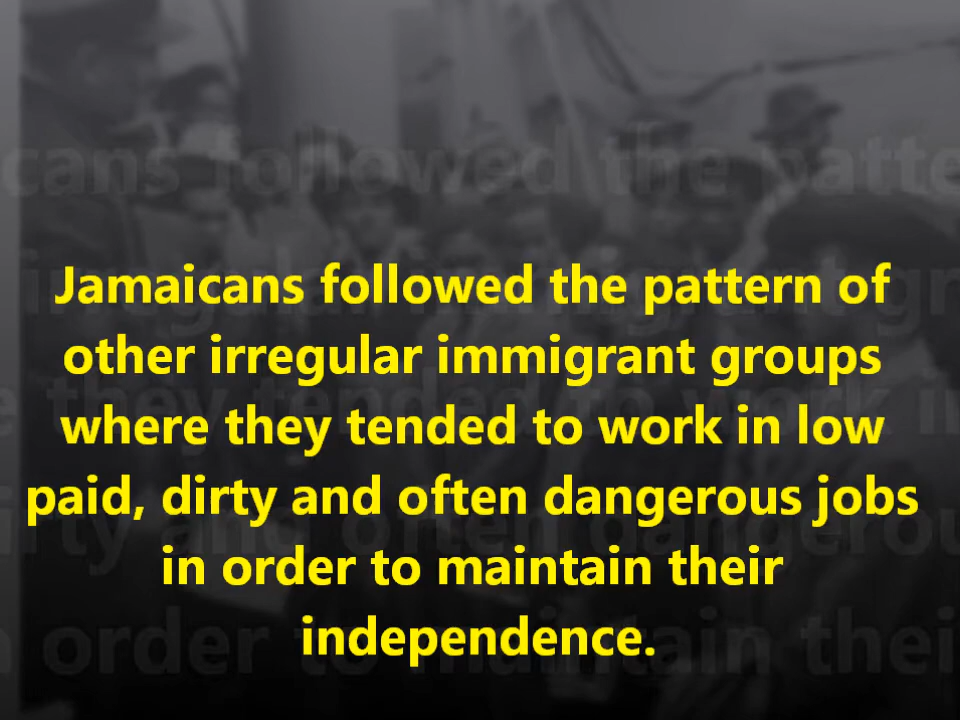 Jamaicans followed the pattern of
other irregular immigrant groups
where they tended to work in low
paid, dirty and often dangerous jobs
in order to maintain their
independence.